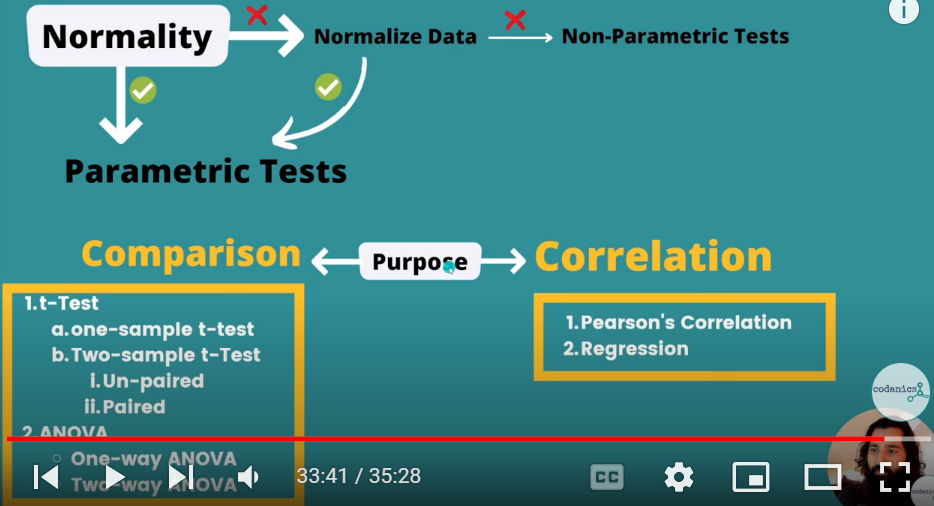 Normality
Normalize Data
Non-Parametric Tests
Parametric Tests
Comparison
Purpose
Correlation
1.t-Test
a.one-sample t-test
b.Two-sample t-Test
i.Un-paired
ii.Paired
2.ANOVA
One-way ANOVA
Two-way ANOVA
1.Pearson's Correlation
2.Regression
codanics
33:41 / 35:28
CC